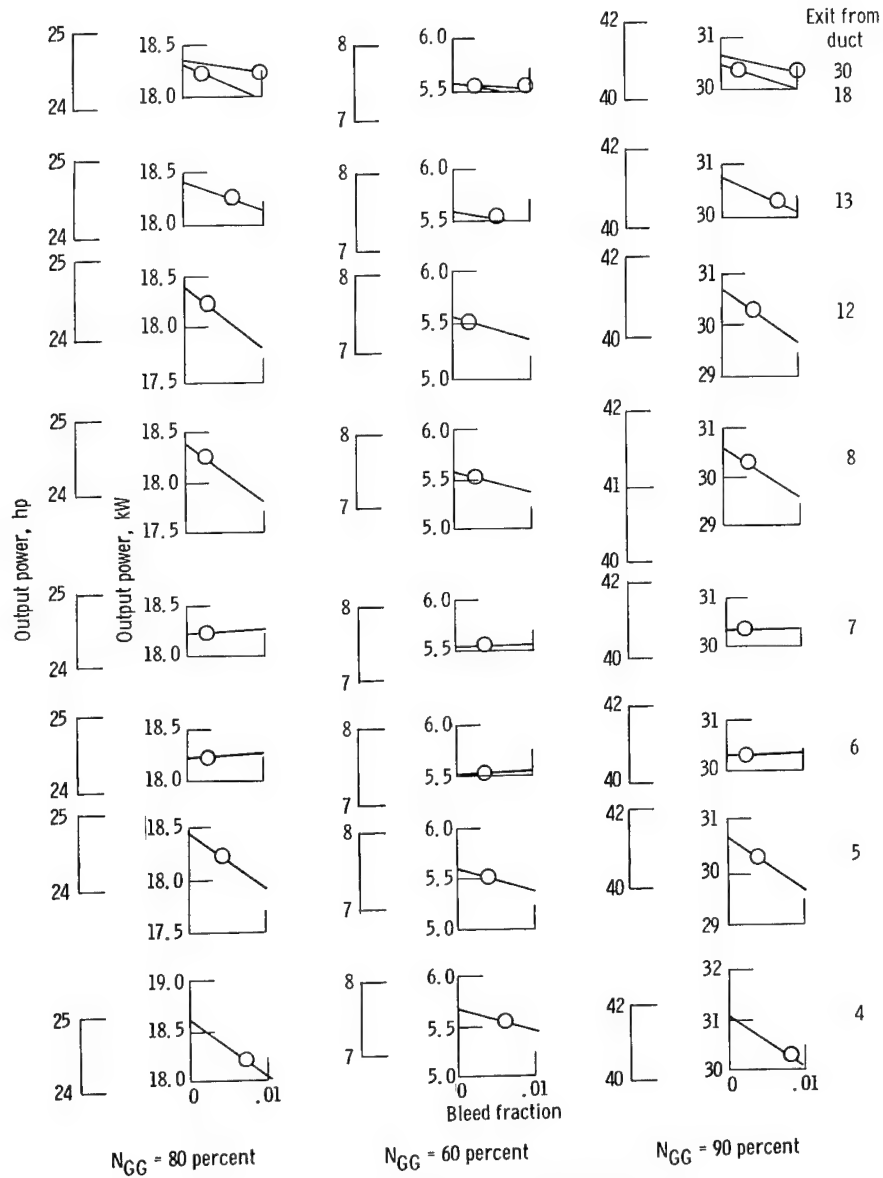 Exit from
duct
25 18.5 8 6.0 42 31 30
24 18.0 7 5.5 40 30 18
25 18.5 8 6.0 42 31
24 18.0 7 5.5 40 30 13
25 18.5 8 6.0 42 31
24 18.0 7 5.5 40 30 12
17.5 5.0 29
25 18.5 8 6.0 42 31
24 18.0 7 5.5 41 30 8
17.5 5.0 40 29
Output power, hp
Output power, kW
25 18.5 8 6.0 42 31
24 18.0 7 5.5 40 30 7
25 18.5 8 6.0 42 31
24 18.0 7 5.5 40 30 6
25 18.5 8 6.0 42 31
24 18.0 7 5.5 40 30 5
17.5 5.0 29
19.0 8 6.0 32
25 18.5 7 5.5 42 31 4
24 18.0 5.0 40 30
0 .01 0 .01 0 .01
Bleed fraction
NGG = 80 percent NGG = 60 percent NGG = 90 percent